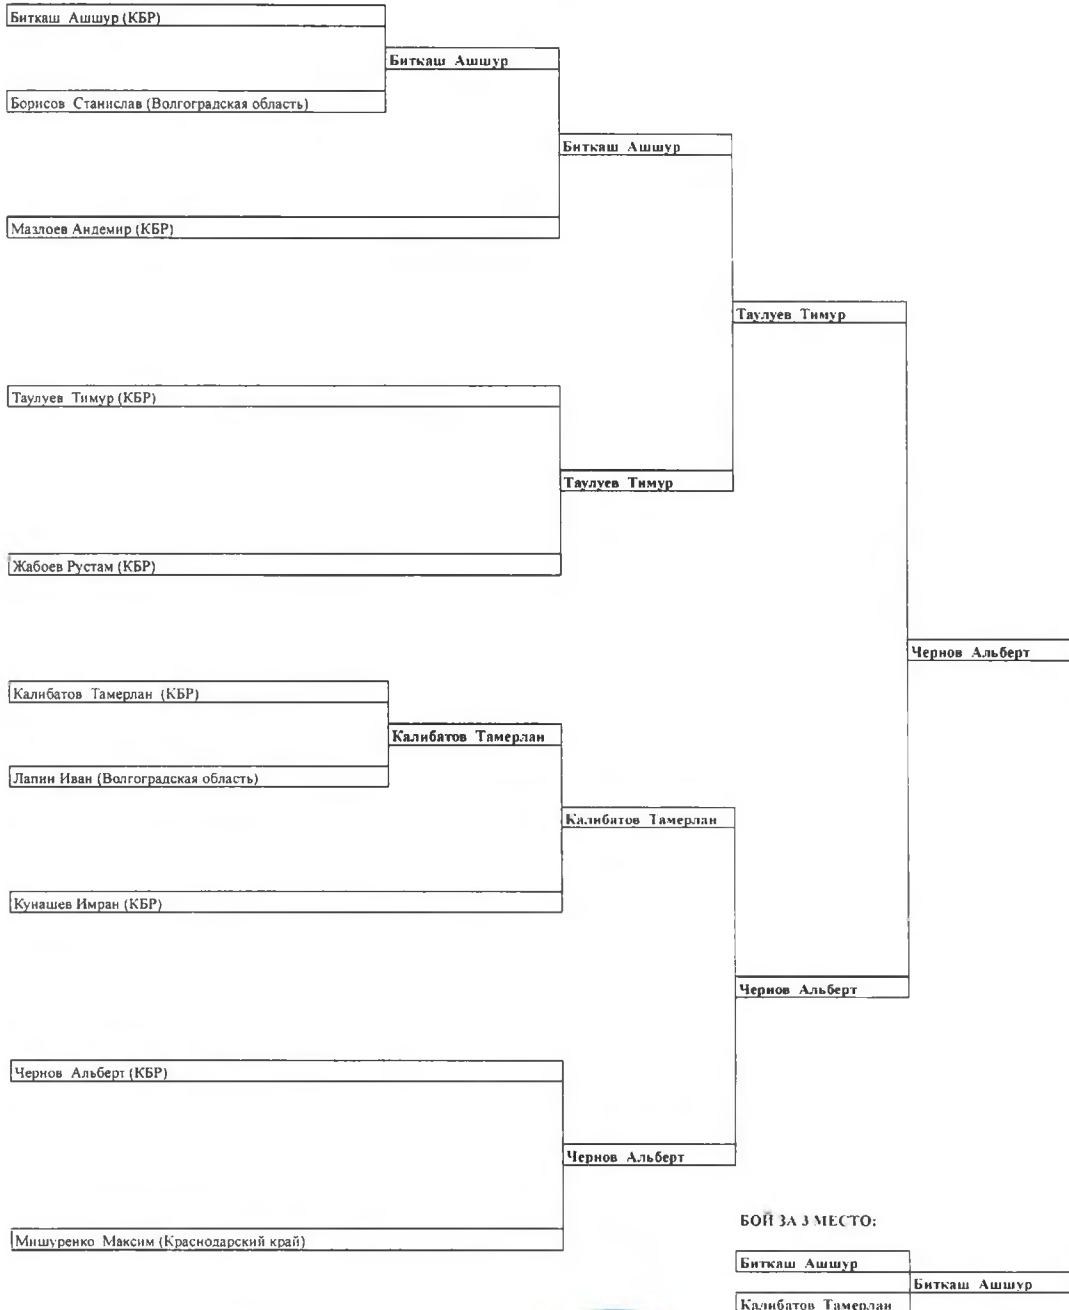 Биткаш Ашшур (КБР)
Биткаш Ашшур
Борисов Станислав (Волгоградская область)
Биткаш Ашшур
Мазлоев Андемир (КБР)
Таулуев Тимур
Таулуев Тимур (КБР)
Таулуев Тимур
Жабоев Рустам (КБР)
Чернов Альберт
Калибатов Тамерлан (КБР)
Калибатов Тамерлан
Лапин Иван (Волгоградская область)
Калибатов Тамерлан
Кунашев Имран (КБР)
Чернов Альберт
Чернов Альберт (КБР)
Чернов Альберт
Мишуренко Максим (Краснодарский край)
БОЙ ЗА 3 МЕСТО:
Биткаш Ашшур
Биткаш Ашшур
Калибатов Тамерлан